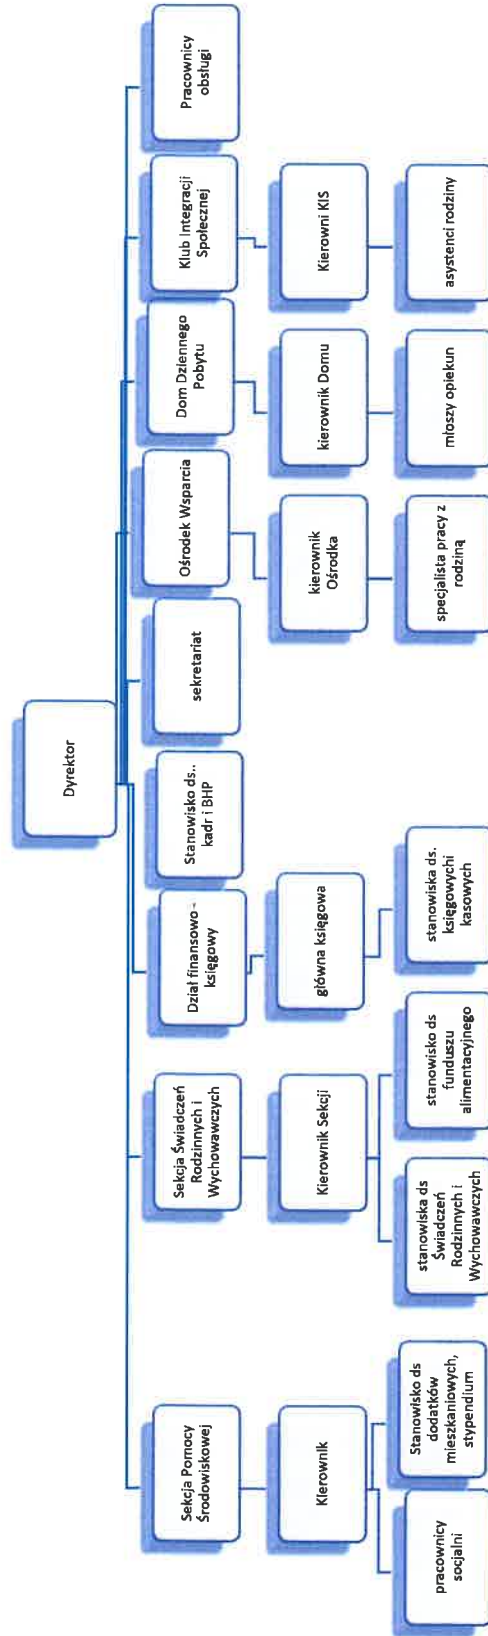 Dyrektor
Sekcja Pomocy
Środowiskowej
Sekcja Świadczeń
Rodzinnych i
Wychowawczych
Dział finansowo -
księgowy
Stanowisko ds..
kadr i BHP
sekretariat
Ośrodek Wsparcia
Dom Dziennego
Pobytu
Klub Integracji
Społecznej
Pracownicy
obsługi
Kierownik
Kierownik Sekcji
główna księgowa
kierownik
Ośrodka
kierownik Domu
Kierowni KIS
pracownicy
socjalni
Stanowisko ds
dodatków
mieszkaniowych,
stypendium
stanowiska ds
Świadczeń
Rodzinnych i
Wychowawczych
stanowisko ds
funduszu
alimentacyjnego
stanowiska ds.
księgowychi
kasowych
specjalista pracy z
rodziną
młoszy opiekun
asystenci rodziny